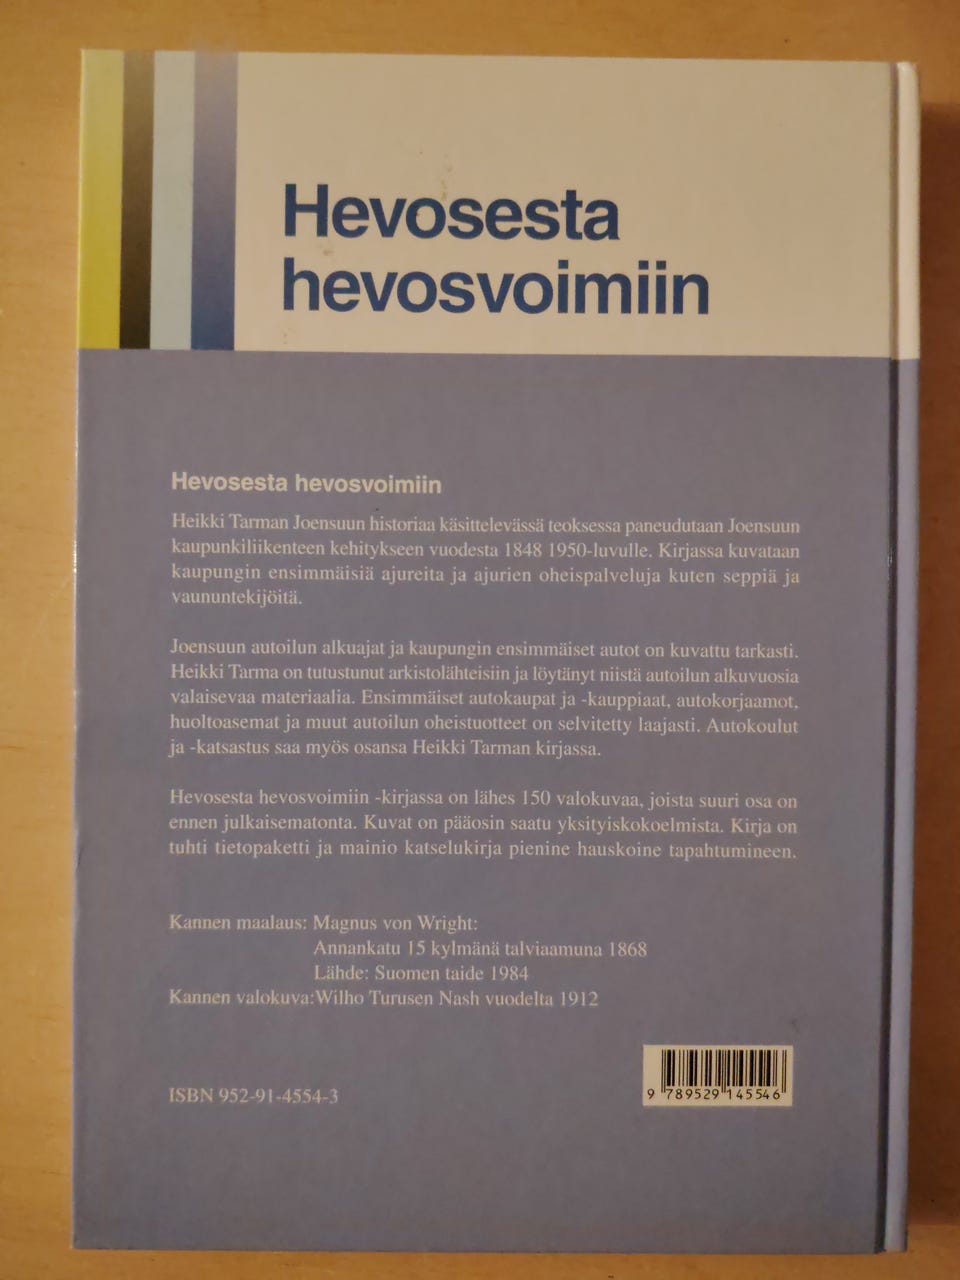 Hevosesta
hevosvoimiin
Hevosesta hevosvoimiin
Heikki Tarman Joensuun historiaa käsittelevässä teoksessa paneudutaan Joensuun
kaupunkiliikenteen kehitykseen vuodesta 1848 1950-luvulle. Kirjassa kuvataan
kaupungin ensimmäisiä ajureita ja ajurien oheispalveluja kuten seppiä ja
vaununtekijöitä.
Joensuun autoilun alkuajat ja kaupungin ensimmäiset autot on kuvattu tarkasti.
Heikki Tarma on tutustunut arkistolähteisiin ja löytänyt niistä autoilun alkuvuosia
valaisevaa materiaalia. Ensimmäiset autokaupat ja -kauppiaat, autokorjaamot,
huoltoasemat ja muut autoilun oheistuotteet on selvitetty laajasti. Autokoulut
ja -katsastus saa myös osansa Heikki Tarman kirjassa.
Hevosesta hevosvoimiin -kirjassa on lähes 150 valokuvaa, joista suuri osa on
ennen julkaisematonta. Kuvat on pääosin saatu yksityiskokoelmista. Kirja on
tuhti tietopaketti ja mainio katselukirja pienine hauskoine tapahtumineen.
Kannen maalaus: Magnus von Wright:
Annankatu 15 kylmänä talviaamuna 1868
Lähde: Suomen taide 1984
Kannen valokuva:Wilho Turusen Nash vuodelta 1912
ISBN 952-91-4554-3
9 789529 145546